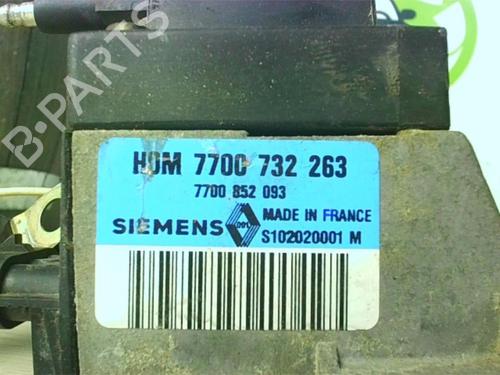 B-PARTS
HOM 7700 732 263
7700 852 093
SIEMENS MADE IN FRANCE
S102020001 M